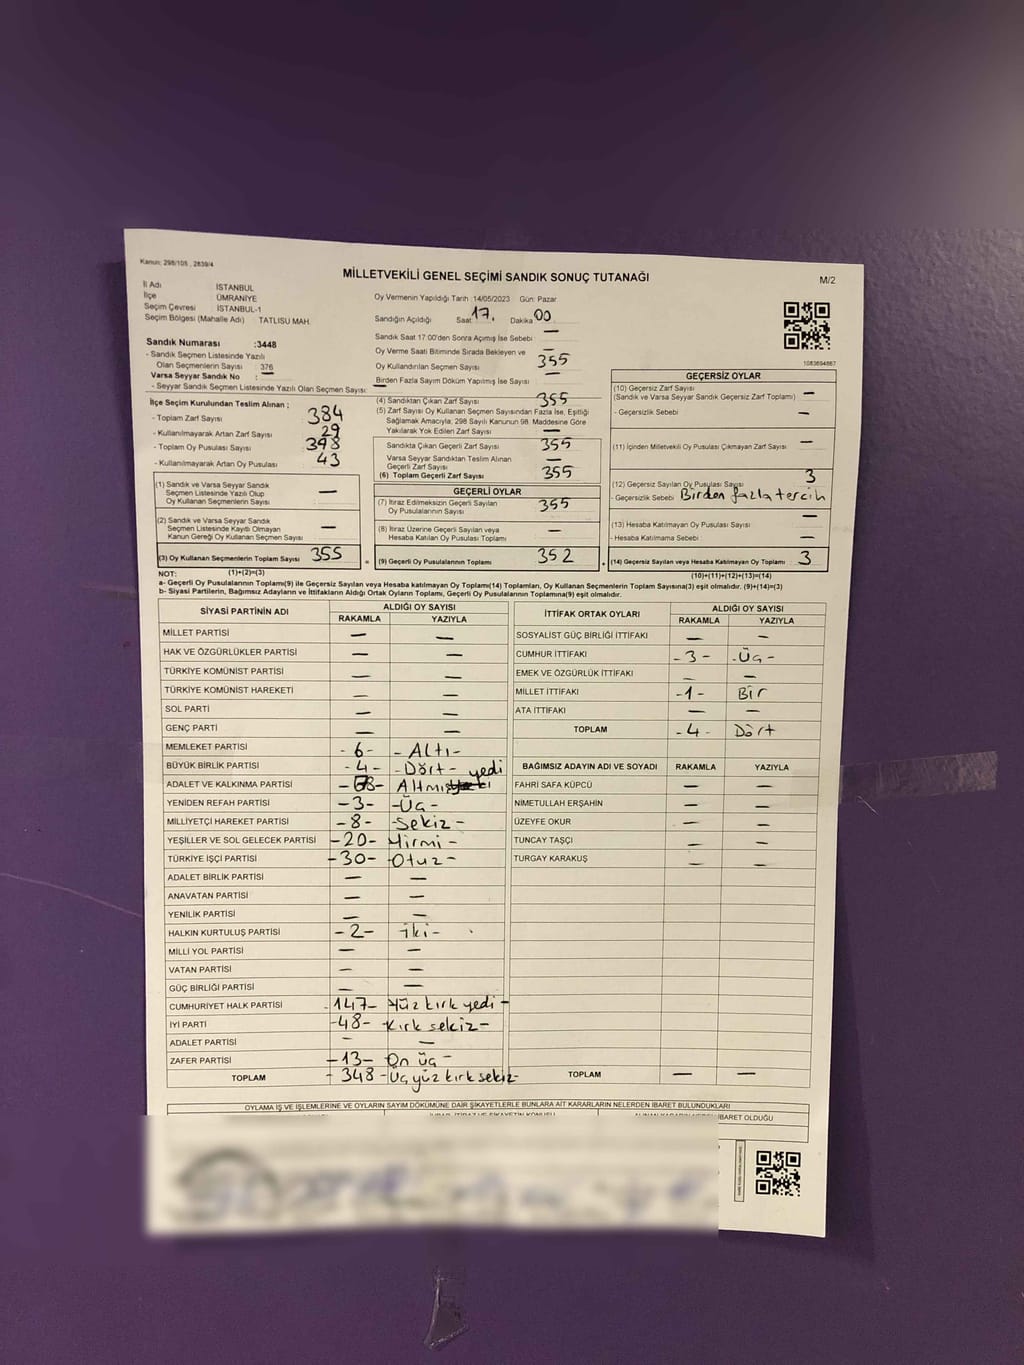 Kanun: 298/105 , 2839/4
MİLLETVEKİLİ GENEL SEÇİMİ SANDIK SONUÇ TUTANAĞI
M/2
İl Adı İSTANBUL
İlçe ÜMRANİYE
Seçim Çevresi İSTANBUL-1
Seçim Bölgesi (Mahalle Adı) TATLISU MAH.
Sandık Numarası :3448
- Sandık Seçmen Listesinde Yazılı
Olan Seçmenlerin Sayısı : 376
Varsa Seyyar Sandık No : —
- Seyyar Sandık Seçmen Listesinde Yazılı Olan Seçmen Sayısı: —
İlçe Seçim Kurulundan Teslim Alınan ;
- Toplam Zarf Sayısı : 384
- Kullanılmayarak Artan Zarf Sayısı : 29
- Toplam Oy Pusulası Sayısı : 398
- Kullanılmayarak Artan Oy Pusulası : 43
(1) Sandık ve Varsa Seyyar Sandık
Seçmen Listesinde Yazılı Olup
Oy Kullanan Seçmenlerin Sayısı —
(2) Sandık ve Varsa Seyyar Sandık
Seçmen Listesinde Kayıtlı Olmayan
Kanun Gereği Oy Kullanan Seçmen Sayısı —
(3) Oy Kullanan Seçmenlerin Toplam Sayısı 355
(1)+(2)=(3)
Oy Vermenin Yapıldığı Tarih :14/05/2023 Gün: Pazar
Sandığın Açıldığı Saat: 17. Dakika: 00
Sandık Saat 17:00'den Sonra Açılmış İse Sebebi : —
Oy Verme Saati Bitiminde Sırada Bekleyen ve —
Oy Kullandırılan Seçmen Sayısı : 355
Birden Fazla Sayım Döküm Yapılmış İse Sayısı : —
(4) Sandıktan Çıkan Zarf Sayısı : 355
(5) Zarf Sayısı Oy Kullanan Seçmen Sayısından Fazla İse, Eşitliği
Sağlamak Amacıyla; 298 Sayılı Kanunun 98. Maddesine Göre
Yakılarak Yok Edilen Zarf Sayısı : —
Sandıkta Çıkan Geçerli Zarf Sayısı : 355
Varsa Seyyar Sandıktan Teslim Alınan
Geçerli Zarf Sayısı : —
(6) Toplam Geçerli Zarf Sayısı : 355
GEÇERLİ OYLAR
(7) İtiraz Edilmeksizin Geçerli Sayılan
Oy Pusulalarının Sayısı : 355
(8) İtiraz Üzerine Geçerli Sayılan veya
Hesaba Katılan Oy Pusulası Toplamı : —
= (9) Geçerli Oy Pusulalarının Toplamı 352
1083694867
GEÇERSİZ OYLAR
(10) Geçersiz Zarf Sayısı
(Sandık ve Varsa Seyyar Sandık Geçersiz Zarf Toplamı) : —
- Geçersizlik Sebebi : —
(11) İçinden Milletvekili Oy Pusulası Çıkmayan Zarf Sayısı : —
(12) Geçersiz Sayılan Oy Pusulası Sayısı : 3
- Geçersizlik Sebebi : Birden fazla tercih
(13) Hesaba Katılmayan Oy Pusulası Sayısı : —
- Hesaba Katılmama Sebebi : —
+ (14) Geçersiz Sayılan veya Hesaba Katılmayan Oy Toplamı 3
(10)+(11)+(12)+(13)=(14)
NOT:
a- Geçerli Oy Pusulalarının Toplamı(9) ile Geçersiz Sayılan veya Hesaba katılmayan Oy Toplamı(14) Toplamları, Oy Kullanan Seçmenlerin Toplam Sayısına(3) eşit olmalıdır. (9)+(14)=(3)
b- Siyasi Partilerin, Bağımsız Adayların ve İttifakların Aldığı Ortak Oyların Toplamı, Geçerli Oy Pusulalarının Toplamına(9) eşit olmalıdır.
SİYASİ PARTİNİN ADI ALDIĞI OY SAYISI
RAKAMLA YAZIYLA
MİLLET PARTİSİ — —
HAK VE ÖZGÜRLÜKLER PARTİSİ — —
TÜRKİYE KOMÜNİST PARTİSİ — —
TÜRKİYE KOMÜNİST HAREKETİ — —
SOL PARTİ — —
GENÇ PARTİ — —
MEMLEKET PARTİSİ - 6 - - Altı -
BÜYÜK BİRLİK PARTİSİ - 4 - - Dört -
ADALET VE KALKINMA PARTİSİ Altmış yedi
YENİDEN REFAH PARTİSİ - 3 - - Üç -
MİLLİYETÇİ HAREKET PARTİSİ - 8 - - Sekiz -
YEŞİLLER VE SOL GELECEK PARTİSİ - 20 - Yirmi -
TÜRKİYE İŞÇİ PARTİSİ - 30 - - Otuz -
ADALET BİRLİK PARTİSİ — —
ANAVATAN PARTİSİ — —
YENİLİK PARTİSİ — —
HALKIN KURTULUŞ PARTİSİ - 2 - iki -
MİLLİ YOL PARTİSİ — —
VATAN PARTİSİ — —
GÜÇ BİRLİĞİ PARTİSİ — —
CUMHURİYET HALK PARTİSİ - 147 - Yüz kırk yedi -
İYİ PARTİ - 48 - - Kırk sekiz -
ADALET PARTİSİ — —
ZAFER PARTİSİ - 13 - On üç -
TOPLAM - 348 - Üç yüz kırk sekiz -
İTTİFAK ORTAK OYLARI ALDIĞI OY SAYISI
RAKAMLA YAZIYLA
SOSYALİST GÜÇ BİRLİĞİ İTTİFAKI — —
CUMHUR İTTİFAKI - 3 - - Üç -
EMEK VE ÖZGÜRLÜK İTTİFAKI — —
MİLLET İTTİFAKI - 1 - Bir
ATA İTTİFAKI — —
TOPLAM - 4 - Dört
BAĞIMSIZ ADAYIN ADI VE SOYADI RAKAMLA YAZIYLA
FAHRİ SAFA KÜPCÜ — —
NİMETULLAH ERŞAHİN — —
ÜZEYFE OKUR — —
TUNCAY TAŞÇI — —
TURGAY KARAKUŞ — —
TOPLAM — —
OYLAMA İŞ VE İŞLEMLERİNE VE OYLARIN SAYIM DÖKÜMÜNE DAİR ŞİKAYETLERLE BUNLARA AİT KARARLARIN NELERDEN İBARET BULUNDUKLARI
İBARET OLDUĞU